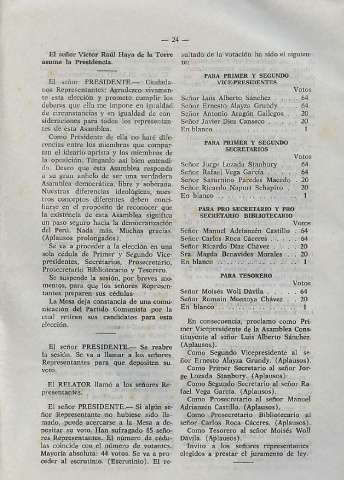 — 24 —
El señor Víctor Raúl Haya de la Torre
asume la Presidencia.
El señor PRESIDENTE.— Ciudada-
nos Representantes: Agradezco vivamen-
te esta elección y prometo cumplir los
deberes que ella me impone en igualdad
de circunstancias y en igualdad de con-
sideraciones para todos los representan-
tes de esta Asamblea.
Como Presidente de ella no haré dife-
rencias entre los miembros que compar-
tan el ideario aprista y los miembros de
la oposición. Ténganlo así bien entendi-
do. Deseo que esta Asamblea responda
a su gran anhelo de ser una verdadera
Asamblea democrática, libre y soberana.
Nuestras diferencias ideológicas, nues-
tros conceptos diferentes deben conci-
liarse en el propósito de reconocer que
la existencia de esta Asamblea significa
un paso seguro hacia la democratización
del Perú. Nada más. Muchas gracias.
(Aplausos prolongados).
Se va a proceder a la elección en una
sola cédula de Primer y Segundo Vice-
presidentes, Secretarios, Prosecretario,
Prosecretario Bibliotecario y Tesorero.
Se suspende la sesión, por breves mo-
mentos, para que los señores Represen-
tantes preparen sus cédulas.
La Mesa deja constancia de una comu-
nicación del Partido Comunista por la
cual retiran sus candidatos para esta
elección.
El señor PRESIDENTE.— Se reabre
la sesión. Se va a llamar a los señores
Representantes para que depositen su
voto.
El RELATOR llamó a los señores Re-
presentantes.
El señor PRESIDENTE.— Si algún se-
ñor Representante no hubiese sido lla-
mado, puede acercarse a la Mesa a de-
positar su voto. Han sufragado 85 seño-
res Representantes. El número de cédu-
las coincide con el número de votantes.
Mayoría absoluta: 44 votos. Se va a pro-
ceder al escrutinio. (Escrutinio). El re-
sultado de la votación ha sido el siguien-
te:
PARA PRIMER Y SEGUNDO
VICE-PRESIDENTES
Votos
Señor Luis Alberto Sánchez ..... 64
Señor Ernesto Alayza Grundy ... 64
Señor Antonio Aragón Gallegos . 20
Señor Javier Diez Canseco ...... 20
En blanco ................ 1
PARA PRIMER Y SEGUNDO
SECRETARIOS
Votos
Señor Jorge Lozada Stanbury ... 64
Señor Rafael Vega García ...... 64
Señor Saturnino Paredes Macedo 20
Señor Ricardo Napurí Schapiro . 20
En blanco ................ 1
PARA PRO SECRETARIO Y PRO
SECRETARIO BIBLIOTECARIO
Votos
Señor Manuel Adrianzén Castillo . 64
Señor Carlos Roca Cáceres ...... 64
Señor Ricardo Díaz Chávez ..... 20
Sra. Magda Benavides Morales . 20
En blanco ................ 1
PARA TESORERO
Votos
Señor Moisés Woll Dávila ....... 64
Señor Romain Montoya Chávez . 20
En blanco ................ 1
En consecuencia, proclamo como Pri-
mer Vicepresidente de la Asamblea Cons-
tituyente al señor Luis Alberto Sánchez.
(Aplausos).
Como Segundo Vicepresidente al se-
ñor Ernesto Alayza Grundy. (Aplausos).
Como Primer Secretario al señor Jor-
ge Lozada Stanbury. (Aplausos).
Como Segundo Secretario al señor Ra-
fael Vega García. (Aplausos).
Como Prosecretario al señor Manuel
Adrianzén Castillo. (Aplausos).
Como Prosecretario Bibliotecario al
señor Carlos Roca Cáceres. (Aplausos).
Como Tesorero al señor Moisés Woll
Dávila. (Aplausos).
Invito a los señores representantes
elegidos a prestar el juramento de ley.